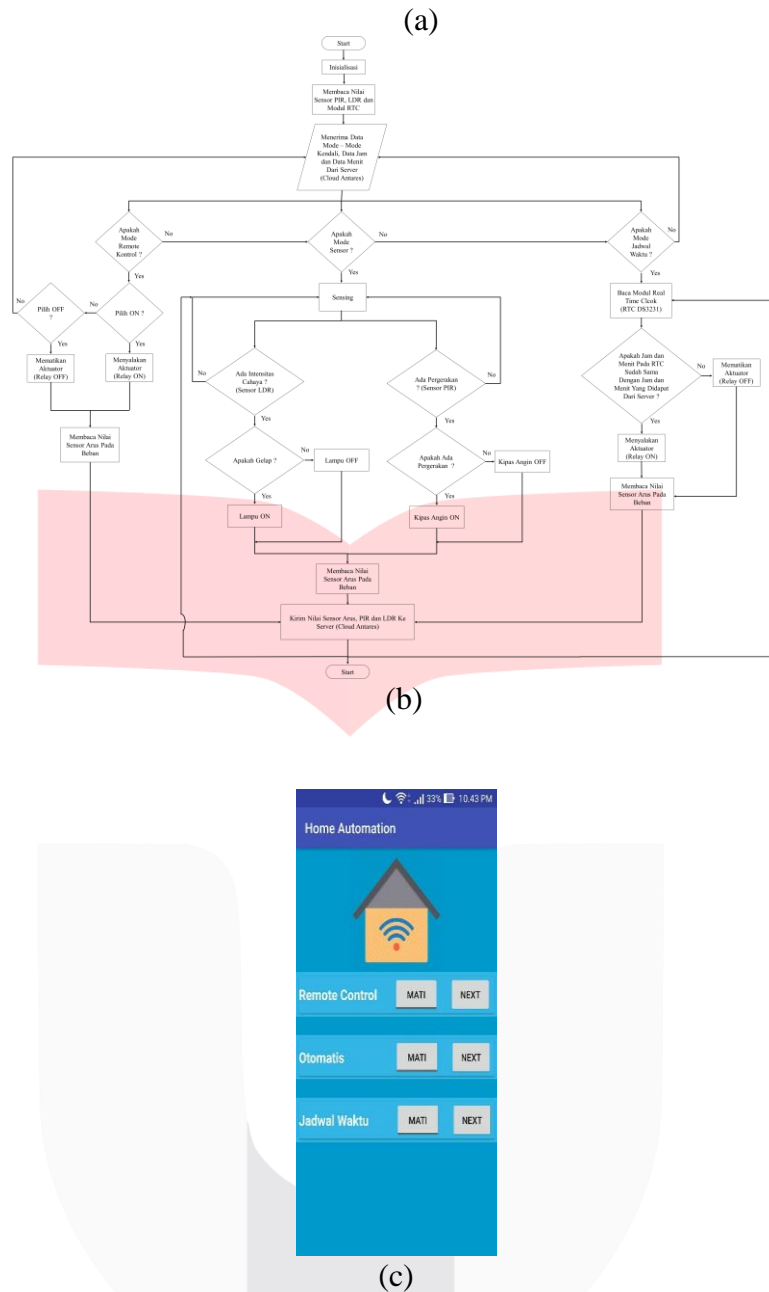 (a)
Start
Inisialisasi
Membaca Nilai
Sensor PIR, LDR dan
Modul RTC
Menerima Data
Mode – Mode
Kendali, Data Jam
dan Data Menit
Dari Server
(Cloud Antares)
Apakah
Mode
Remote
Kontrol ?
No
Yes
Apakah
Mode
Sensor ?
No
Yes
Apakah
Mode
Jadwal
Waktu ?
No
Yes
Pilih OFF
?
No
Yes
Pilih ON ?
No
Yes
Mematikan
Aktuator
(Relay OFF)
Menyalakan
Aktuator
(Relay ON)
Membaca Nilai
Sensor Arus Pada
Beban
Sensing
Ada Intensitas
Cahaya ?
(Sensor LDR)
No
Yes
Ada Pergerakan
? (Sensor PIR)
No
Yes
Apakah Gelap ?
No
Yes
Lampu OFF
Lampu ON
Apakah Ada
Pergerakan ?
No
Yes
Kipas Angin OFF
Kipas Angin ON
Membaca Nilai
Sensor Arus Pada
Beban
Baca Modul Real
Time Clcok
(RTC DS3231)
Apakah Jam dan
Menit Pada RTC
Sudah Sama
Dengan Jam dan
Menit Yang Didapat
Dari Server ?
No
Yes
Mematikan
Aktuator
(Relay OFF)
Menyalakan
Aktuator
(Relay ON)
Membaca Nilai
Sensor Arus Pada
Beban
Kirim Nilai Sensor Arus, PIR dan LDR Ke
Server (Cloud Antares)
Start
(b)
33% 10.43 PM
Home Automation
Remote Control MATI NEXT
Otomatis MATI NEXT
Jadwal Waktu MATI NEXT
(c)